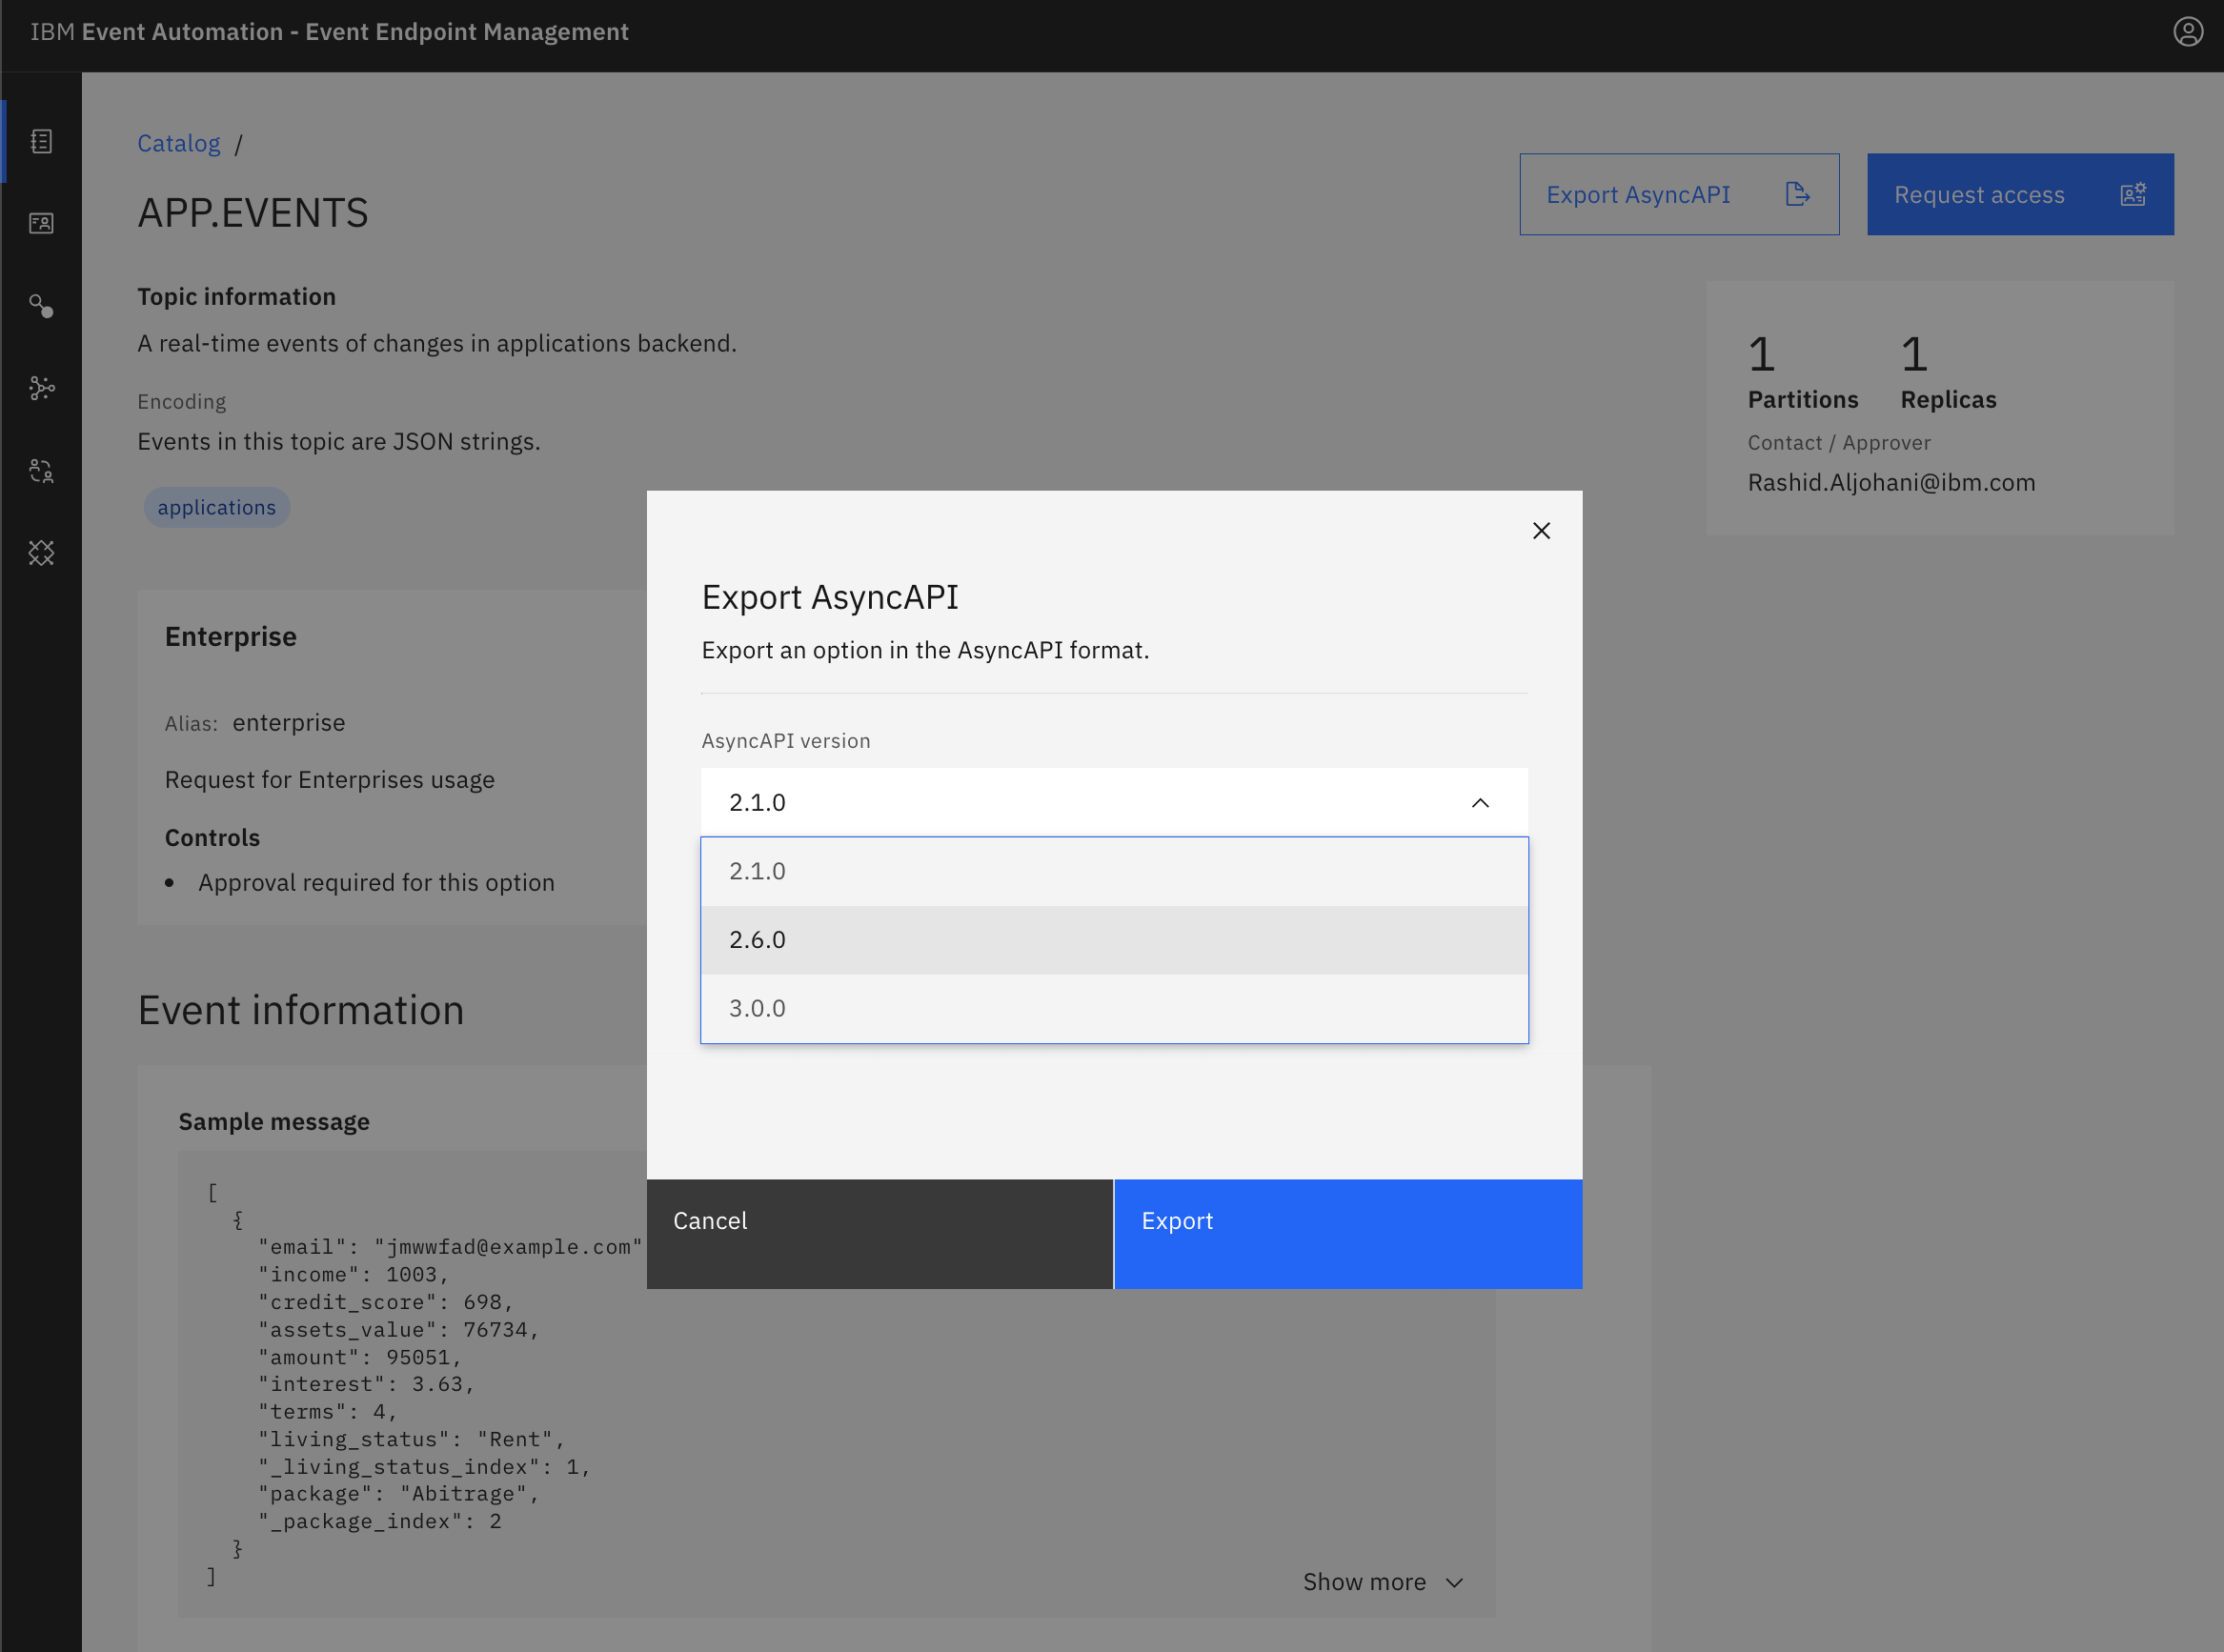 IBM Event Automation - Event Endpoint Management
Catalog /
APP.EVENTS
Export AsyncAPI
Request access
Topic information
A real-time events of changes in applications backend.
Encoding
Events in this topic are JSON strings.
applications
1 1
Partitions Replicas
Contact / Approver
Rashid.Aljohani@ibm.com
Enterprise
Alias: enterprise
Request for Enterprises usage
Controls
• Approval required for this option
Export AsyncAPI
Export an option in the AsyncAPI format.
AsyncAPI version
2.1.0
2.1.0
2.6.0
3.0.0
Cancel
Export
Event information
Sample message
[
{
"email": "jmwwfad@example.com"
"income": 1003,
"credit_score": 698,
"assets_value": 76734,
"amount": 95051,
"interest": 3.63,
"terms": 4,
"living_status": "Rent",
"_living_status_index": 1,
"package": "Abitrage",
"_package_index": 2
}
]
Show more